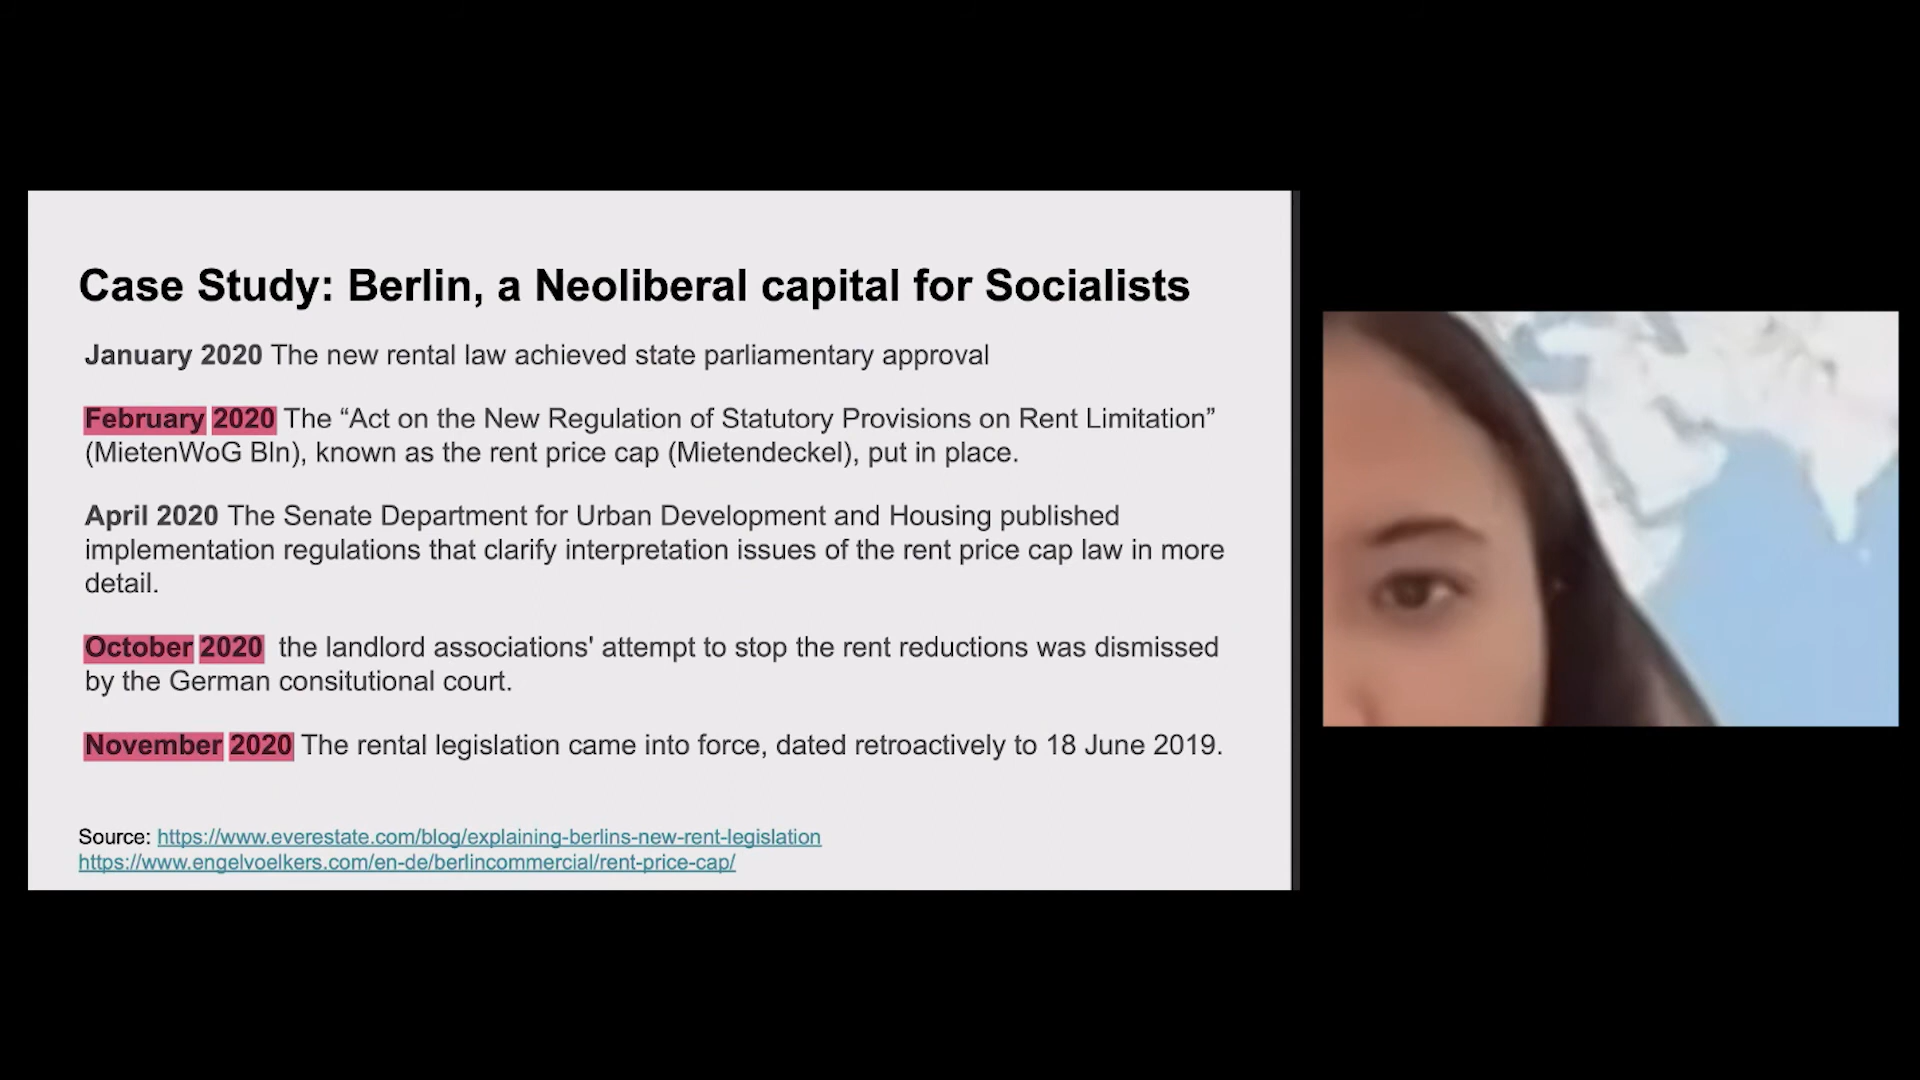 Case Study: Berlin, a Neoliberal capital for Socialists
January 2020 The new rental law achieved state parliamentary approval
February 2020 The “Act on the New Regulation of Statutory Provisions on Rent Limitation”
(MietenWoG Bln), known as the rent price cap (Mietendeckel), put in place.
April 2020 The Senate Department for Urban Development and Housing published
implementation regulations that clarify interpretation issues of the rent price cap law in more
detail.
October 2020 the landlord associations' attempt to stop the rent reductions was dismissed
by the German consitutional court.
November 2020 The rental legislation came into force, dated retroactively to 18 June 2019.
Source: https://www.everestate.com/blog/explaining-berlins-new-rent-legislation
https://www.engelvoelkers.com/en-de/berlincommercial/rent-price-cap/